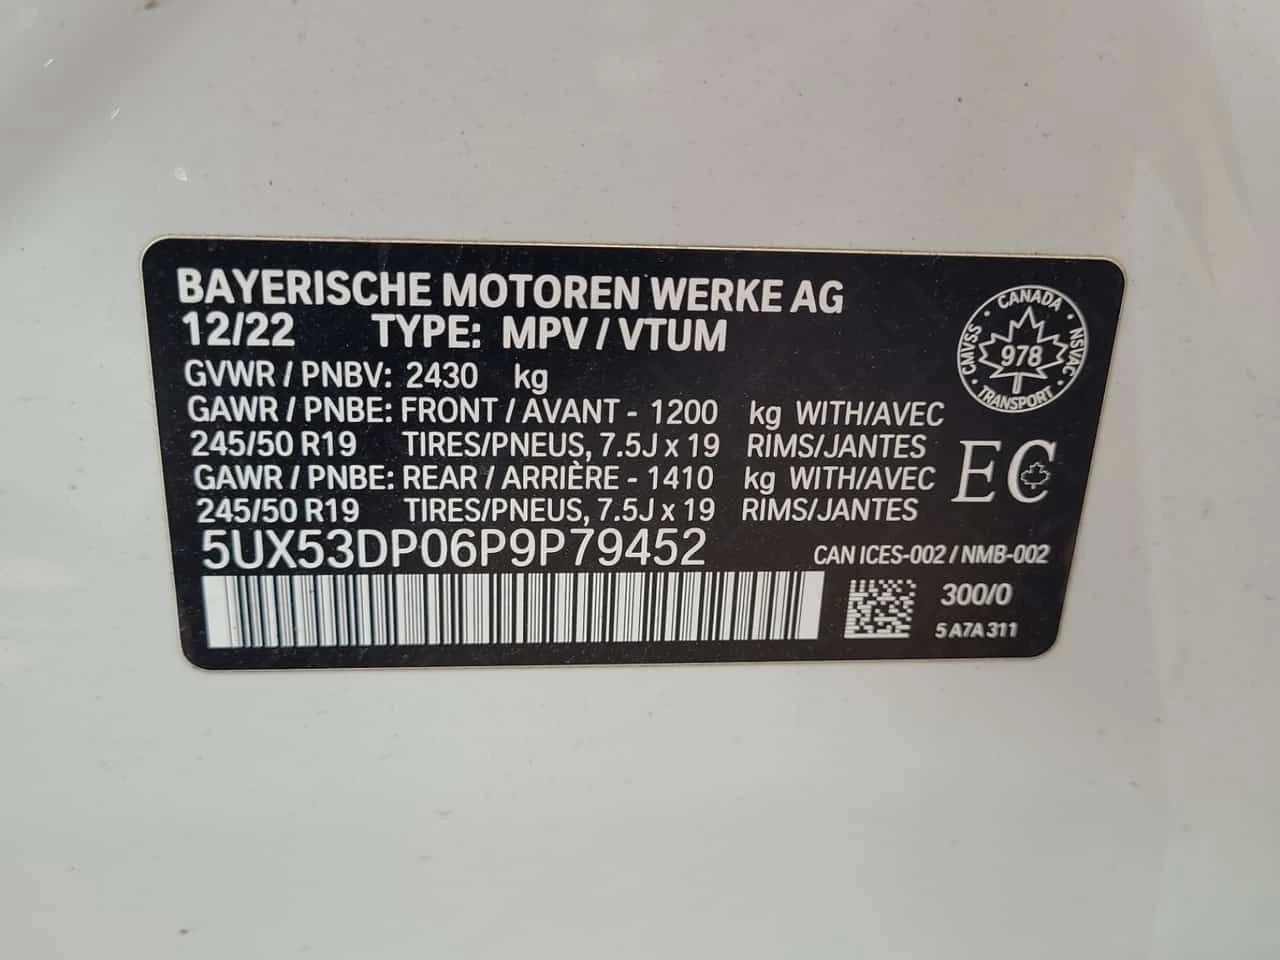 BAYERISCHE MOTOREN WERKE AG
12/22 TYPE: MPV / VTUM
GVWR / PNBV: 2430 kg
GAWR / PNBE: FRONT / AVANT - 1200 kg WITH/AVEC
245/50 R19 TIRES/PNEUS, 7.5J x 19 RIMS/JANTES
GAWR / PNBE: REAR / ARRIÈRE - 1410 kg WITH/AVEC
245/50 R19 TIRES/PNEUS, 7.5J x 19 RIMS/JANTES
5UX53DP06P9P79452
CANADA · NSVAC · TRANSPORT · CMVSS ·
978
EC
CAN ICES-002 / NMB-002
300/0
5 A7A 311